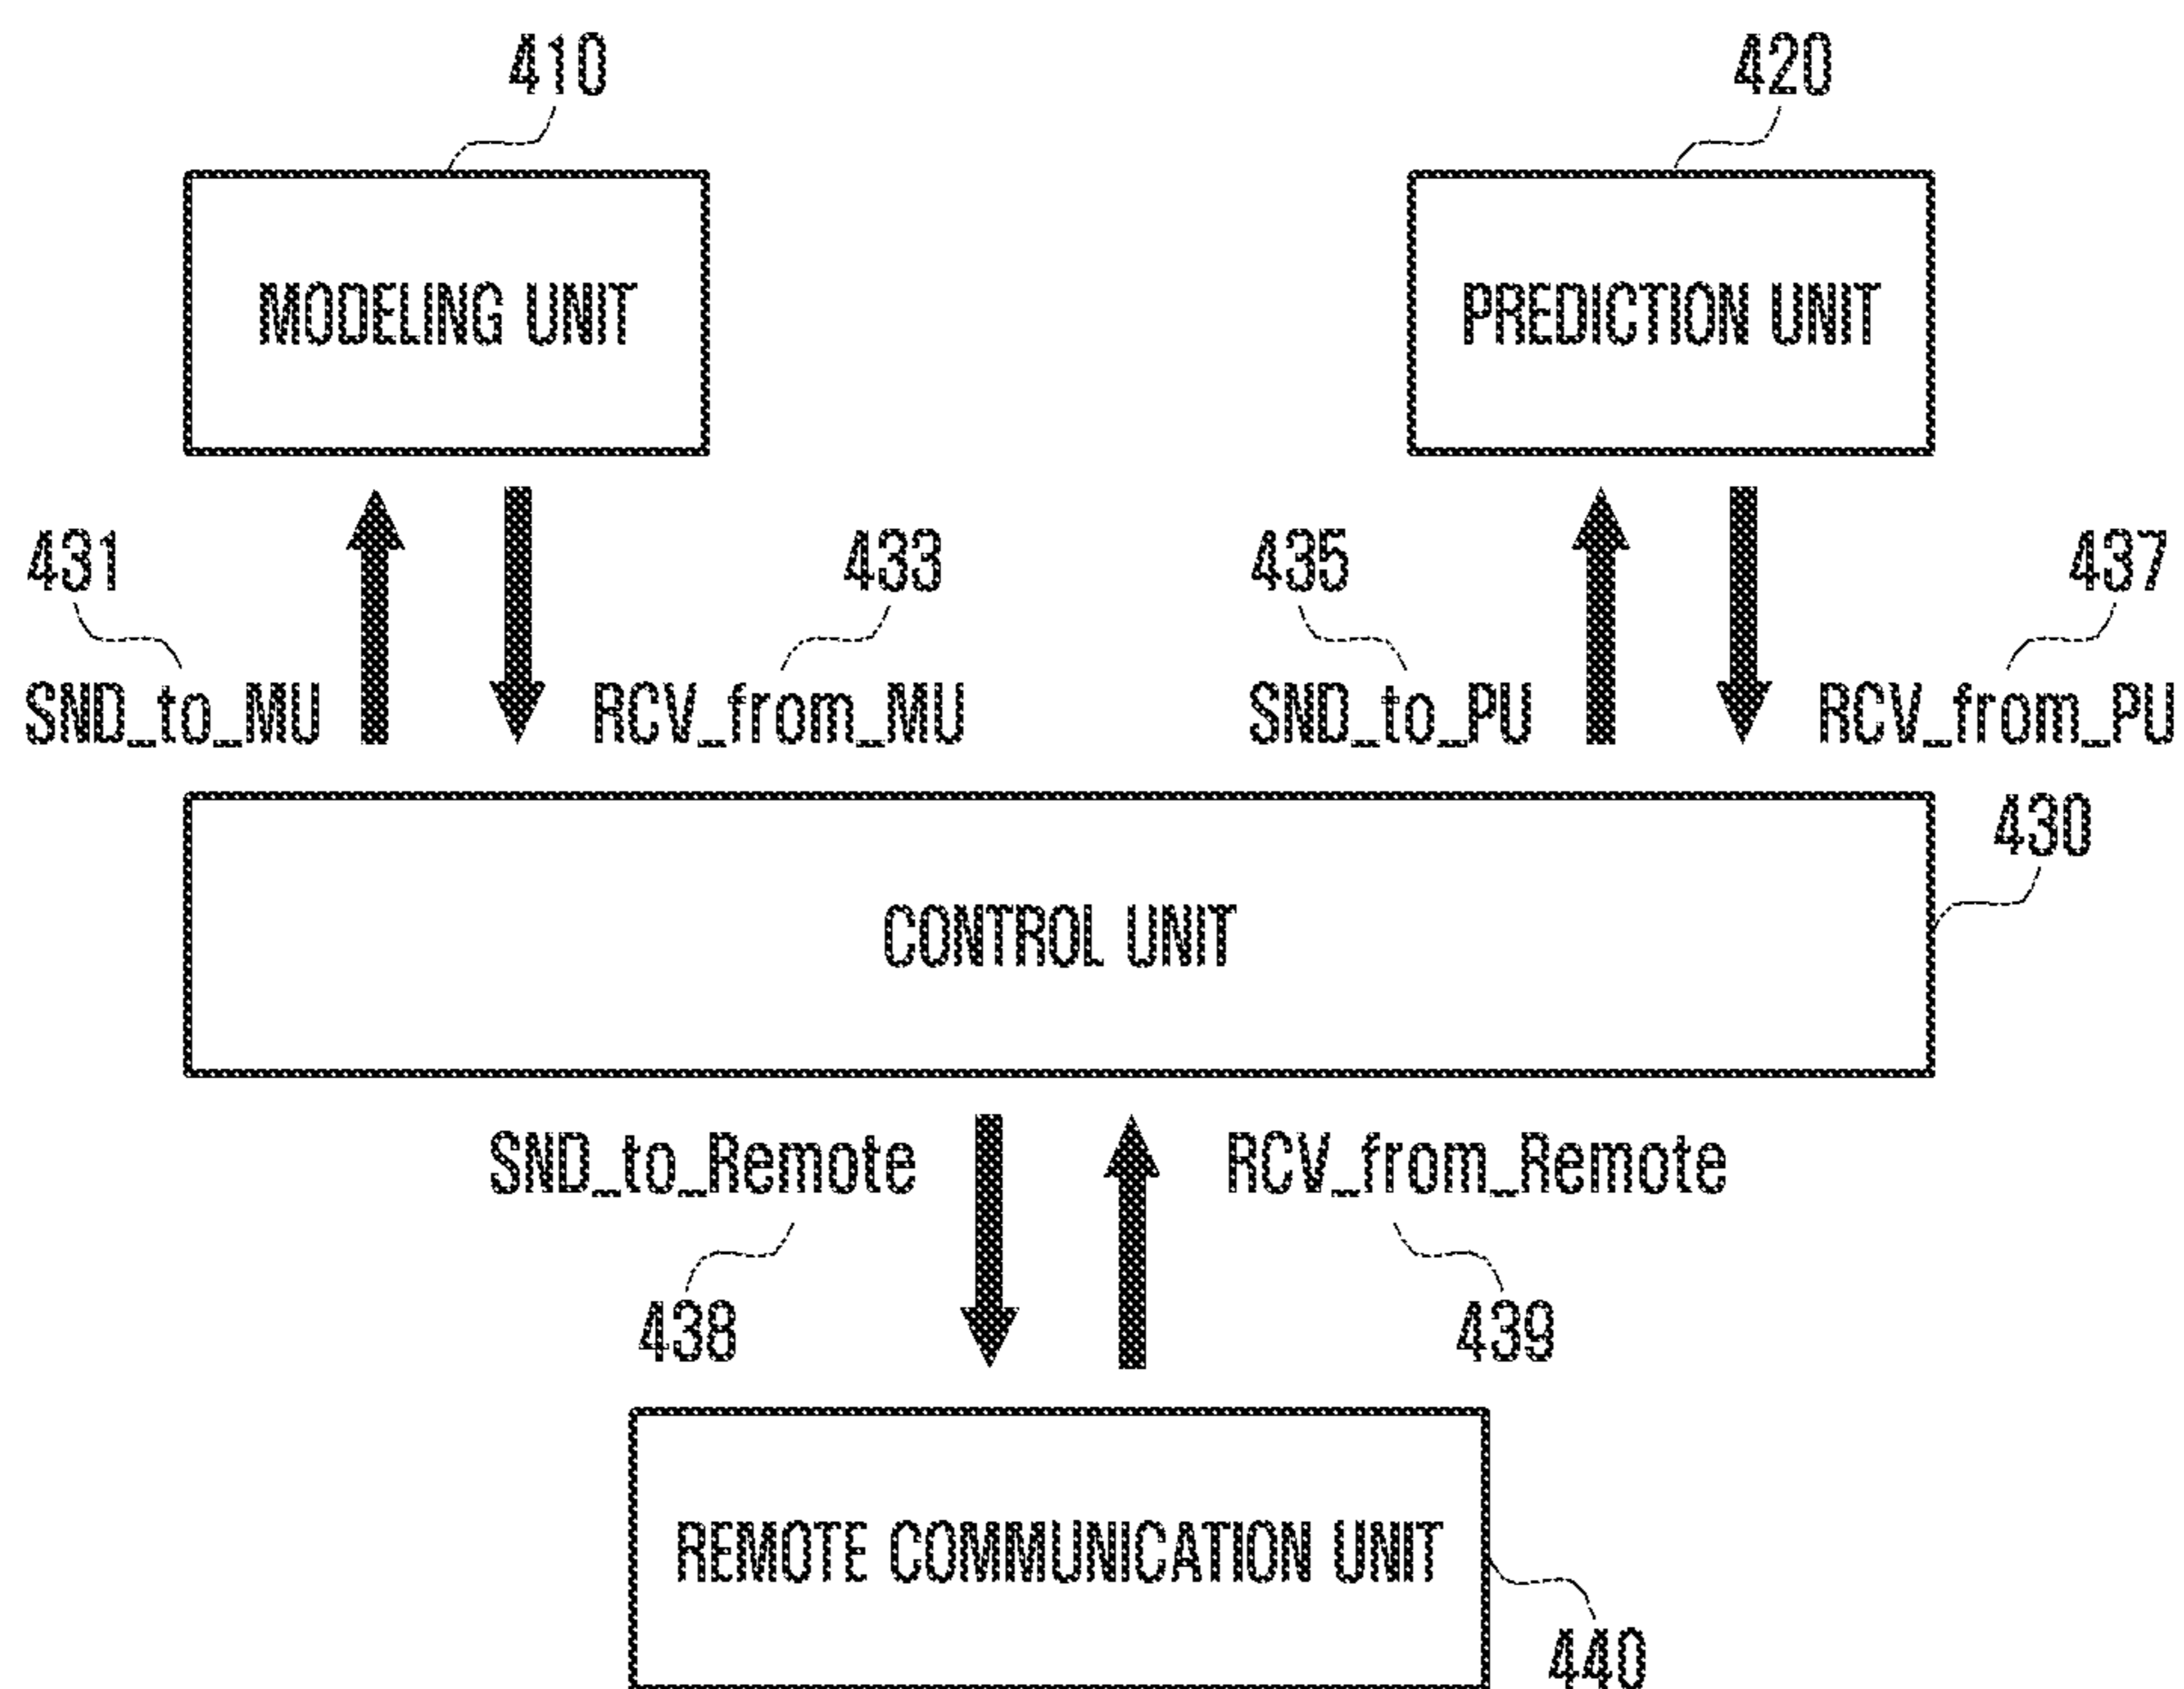 410
420
MODELING UNIT
PREDICTION UNIT
431
433
435
437
SND_to_MU
RCV_from_MU
SND_to_PU
RCV_from_PU
430
CONTROL UNIT
SND_to_Remote
RCV_from_Remote
438
439
REMOTE COMMUNICATION UNIT
440